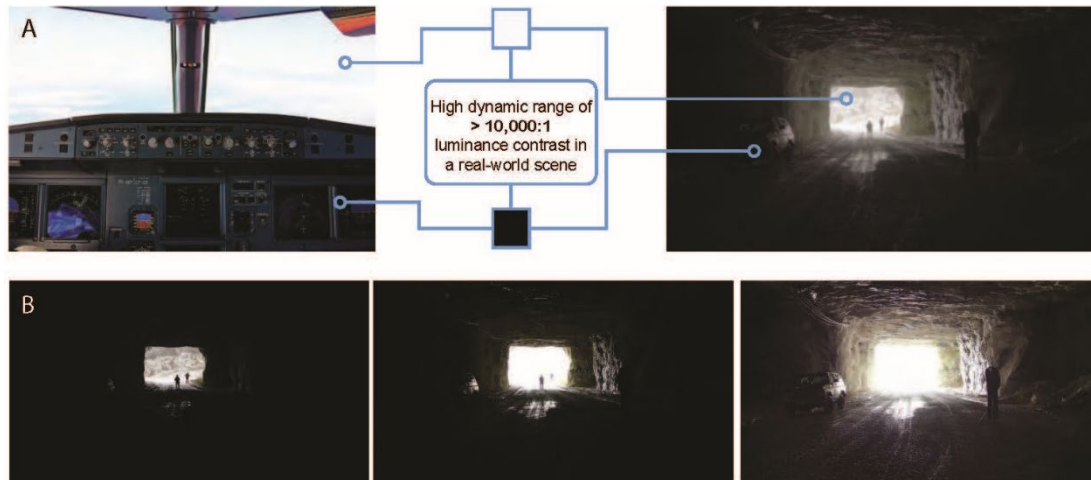 A
High dynamic range of
> 10,000:1
luminance contrast in
a real-world scene
B